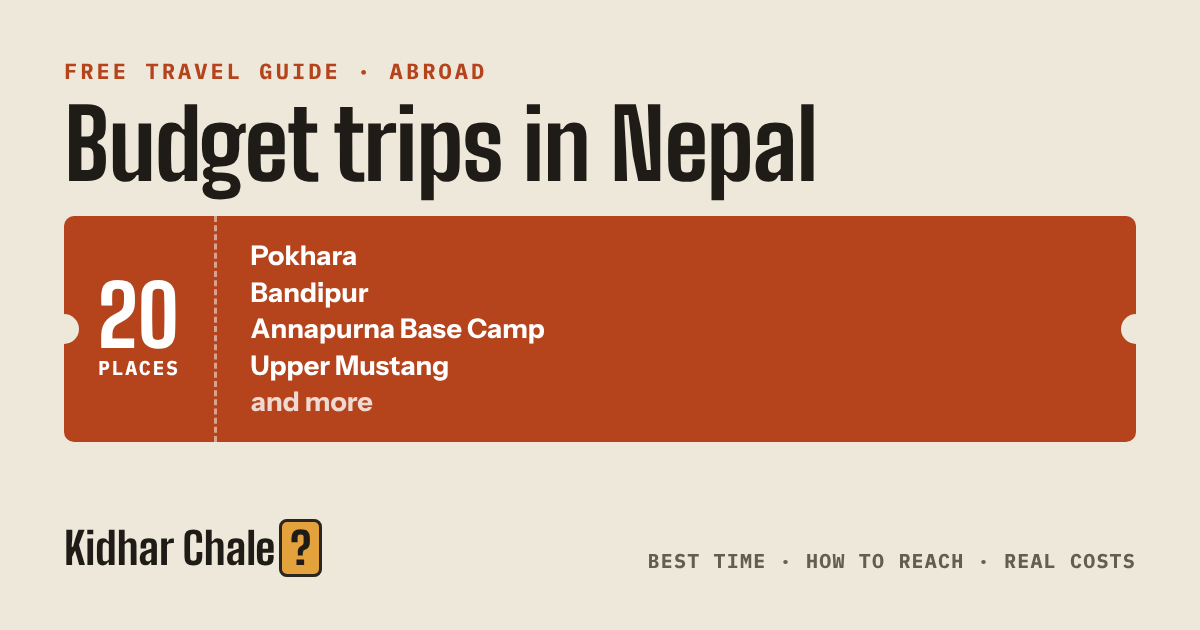 FREE TRAVEL GUIDE · ABROAD
Budget trips in Nepal
20
PLACES
Pokhara
Bandipur
Annapurna Base Camp
Upper Mustang
and more
Kidhar Chale ?
BEST TIME · HOW TO REACH · REAL COSTS